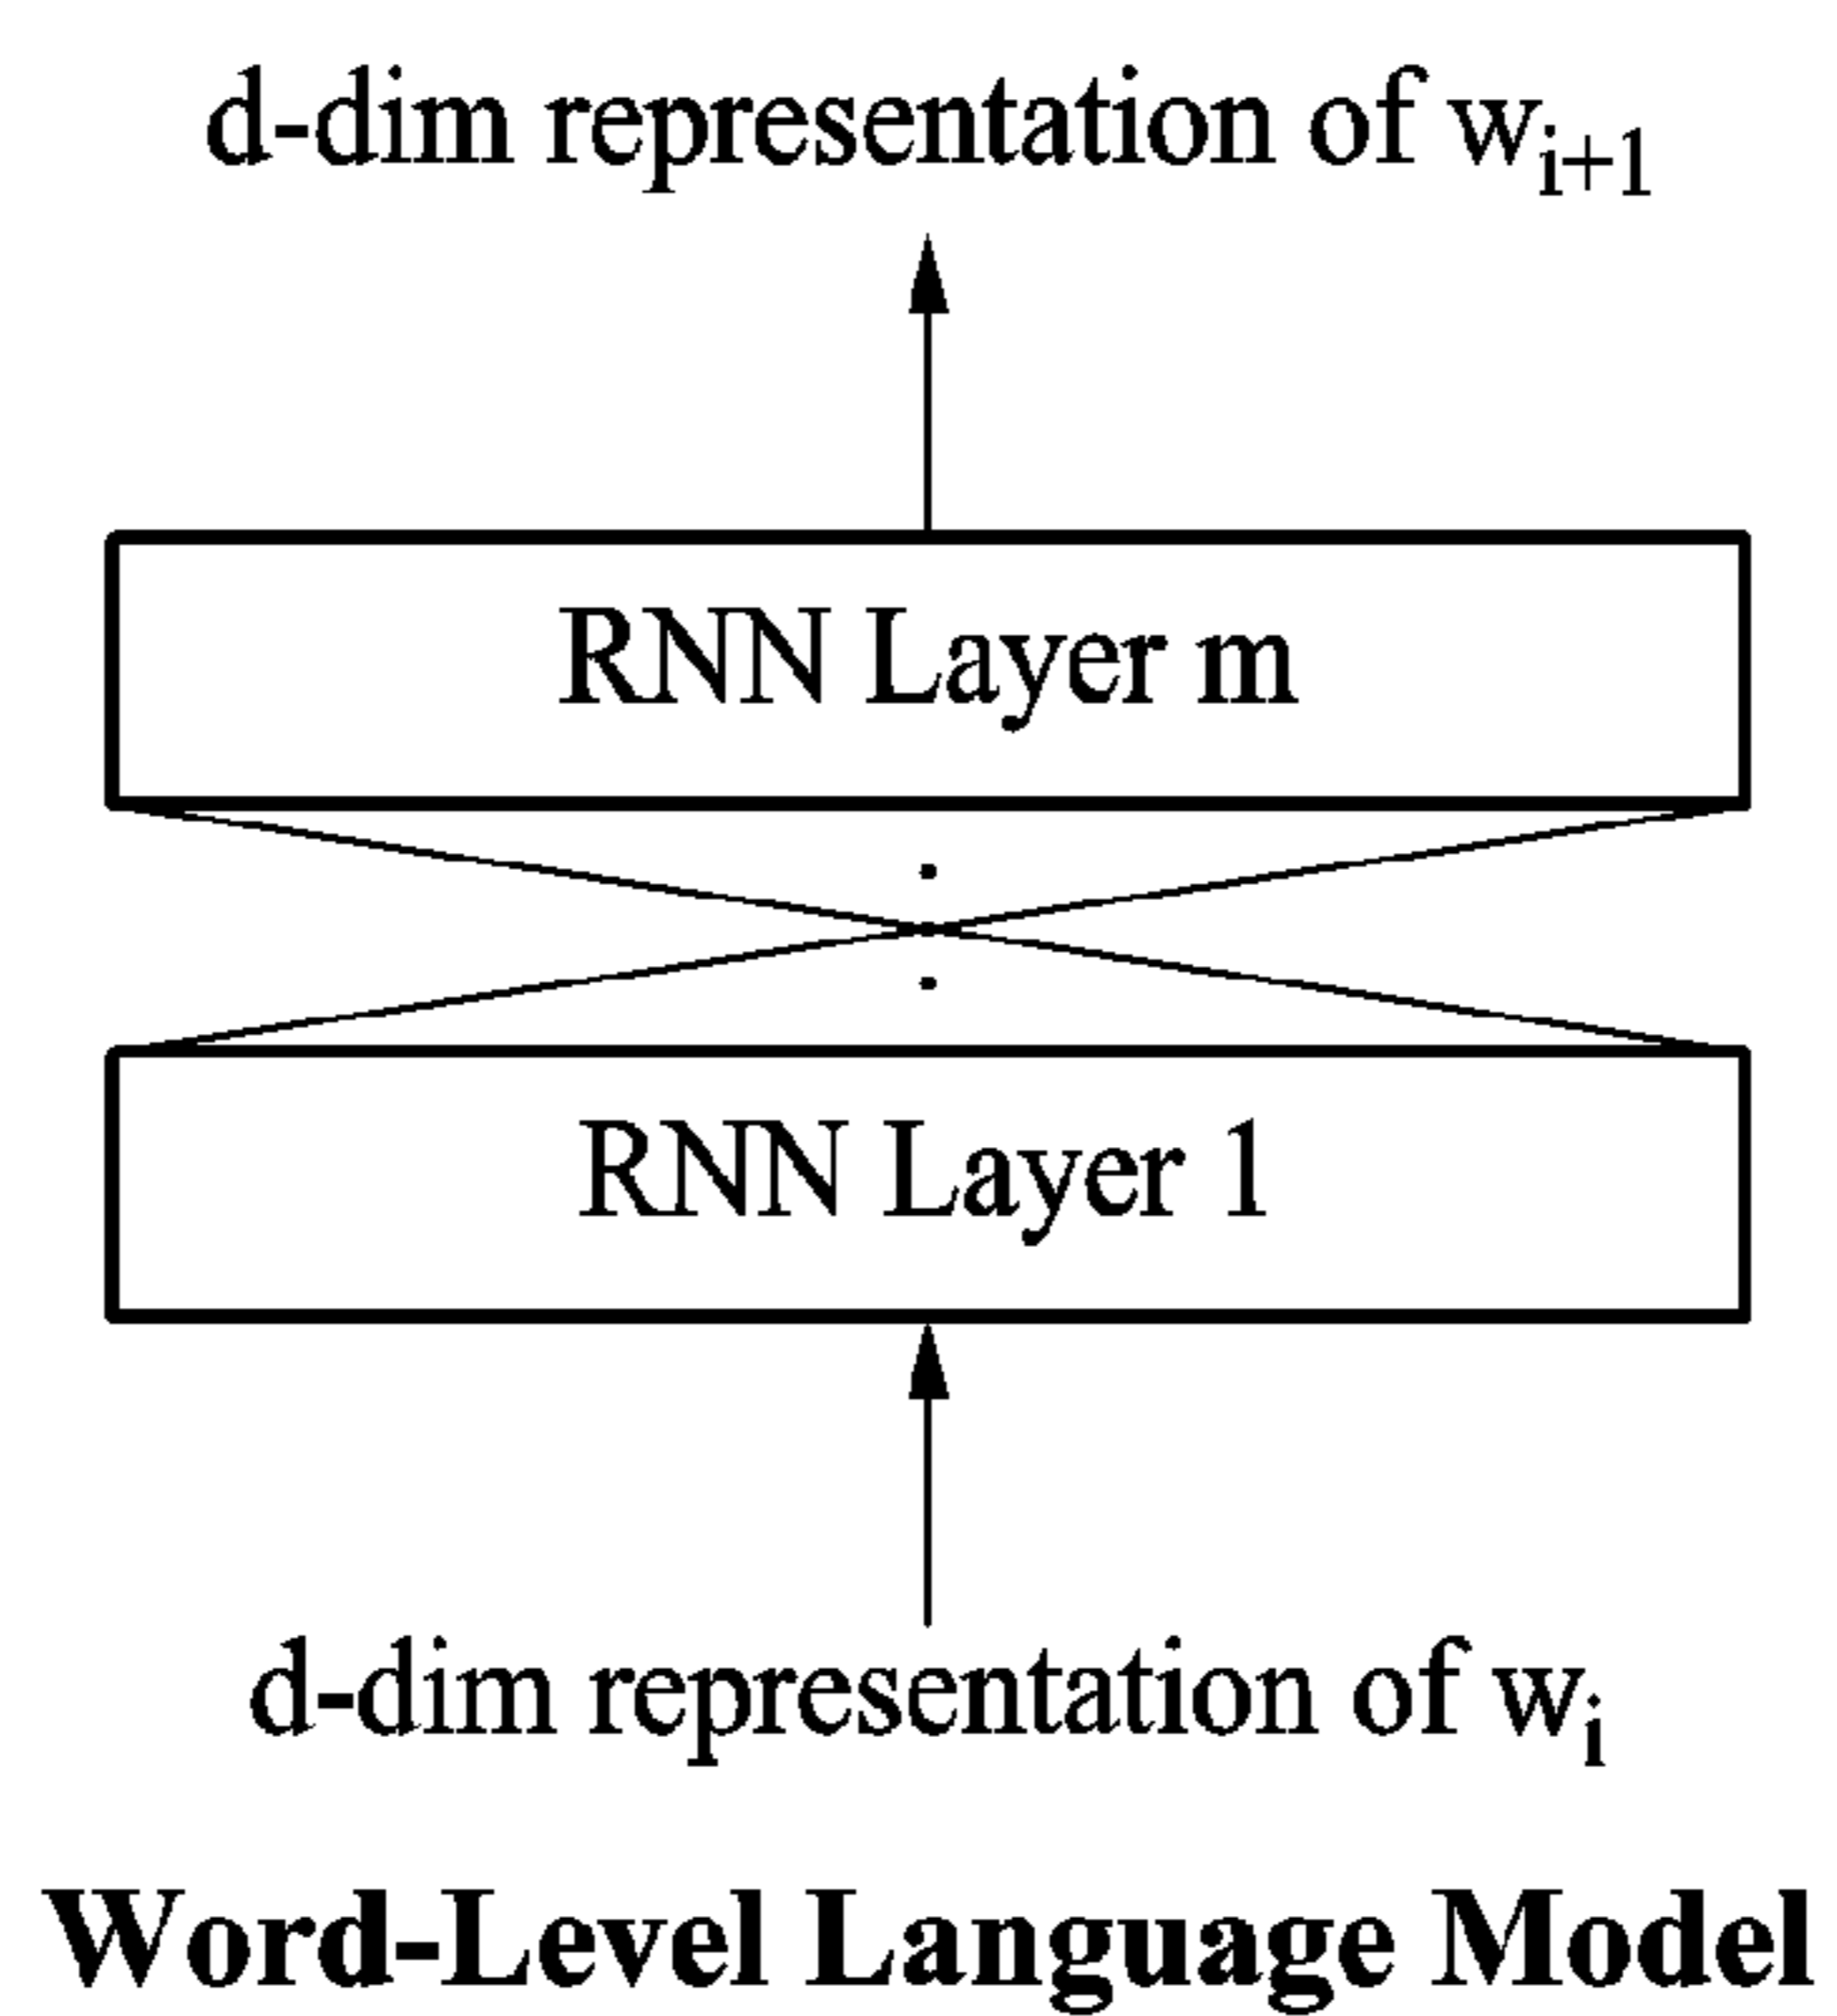 d-dim representation of wᵢ₊₁
RNN Layer m
RNN Layer 1
d-dim representation of wᵢ
Word-Level Language Model